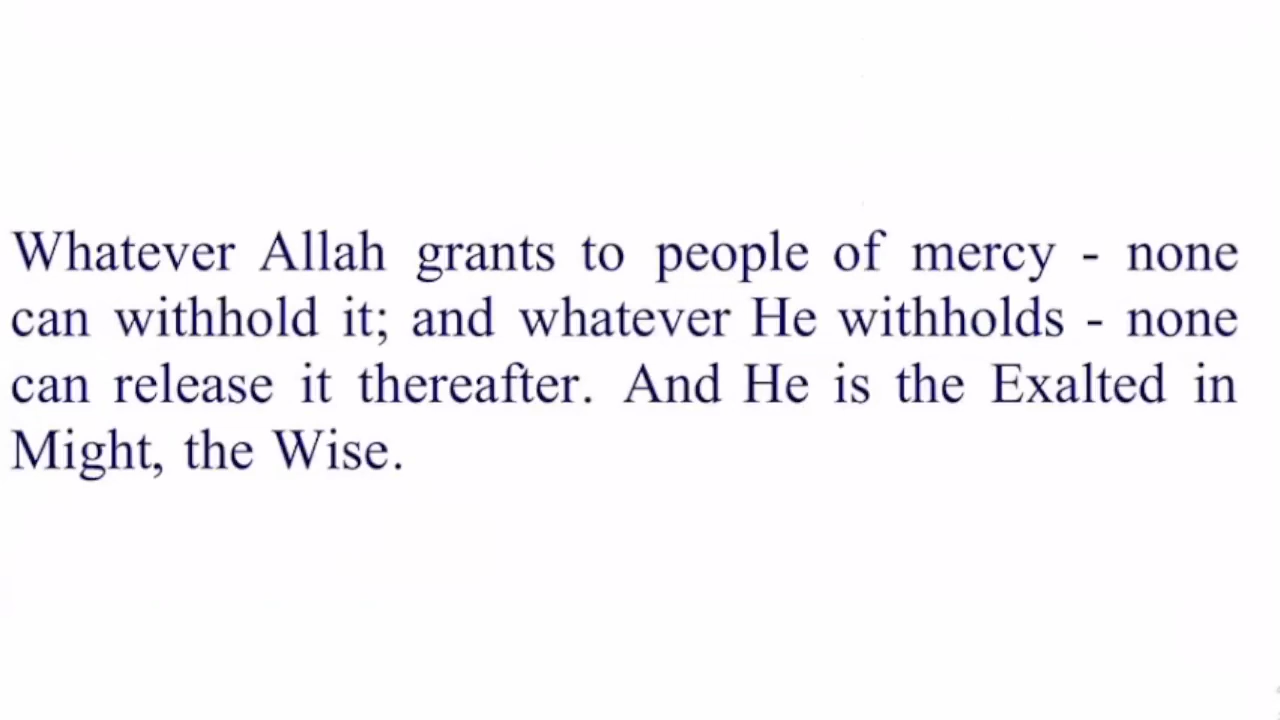 Whatever Allah grants to people of mercy - none
can withhold it; and whatever He withholds - none
can release it thereafter. And He is the Exalted in
Might, the Wise.